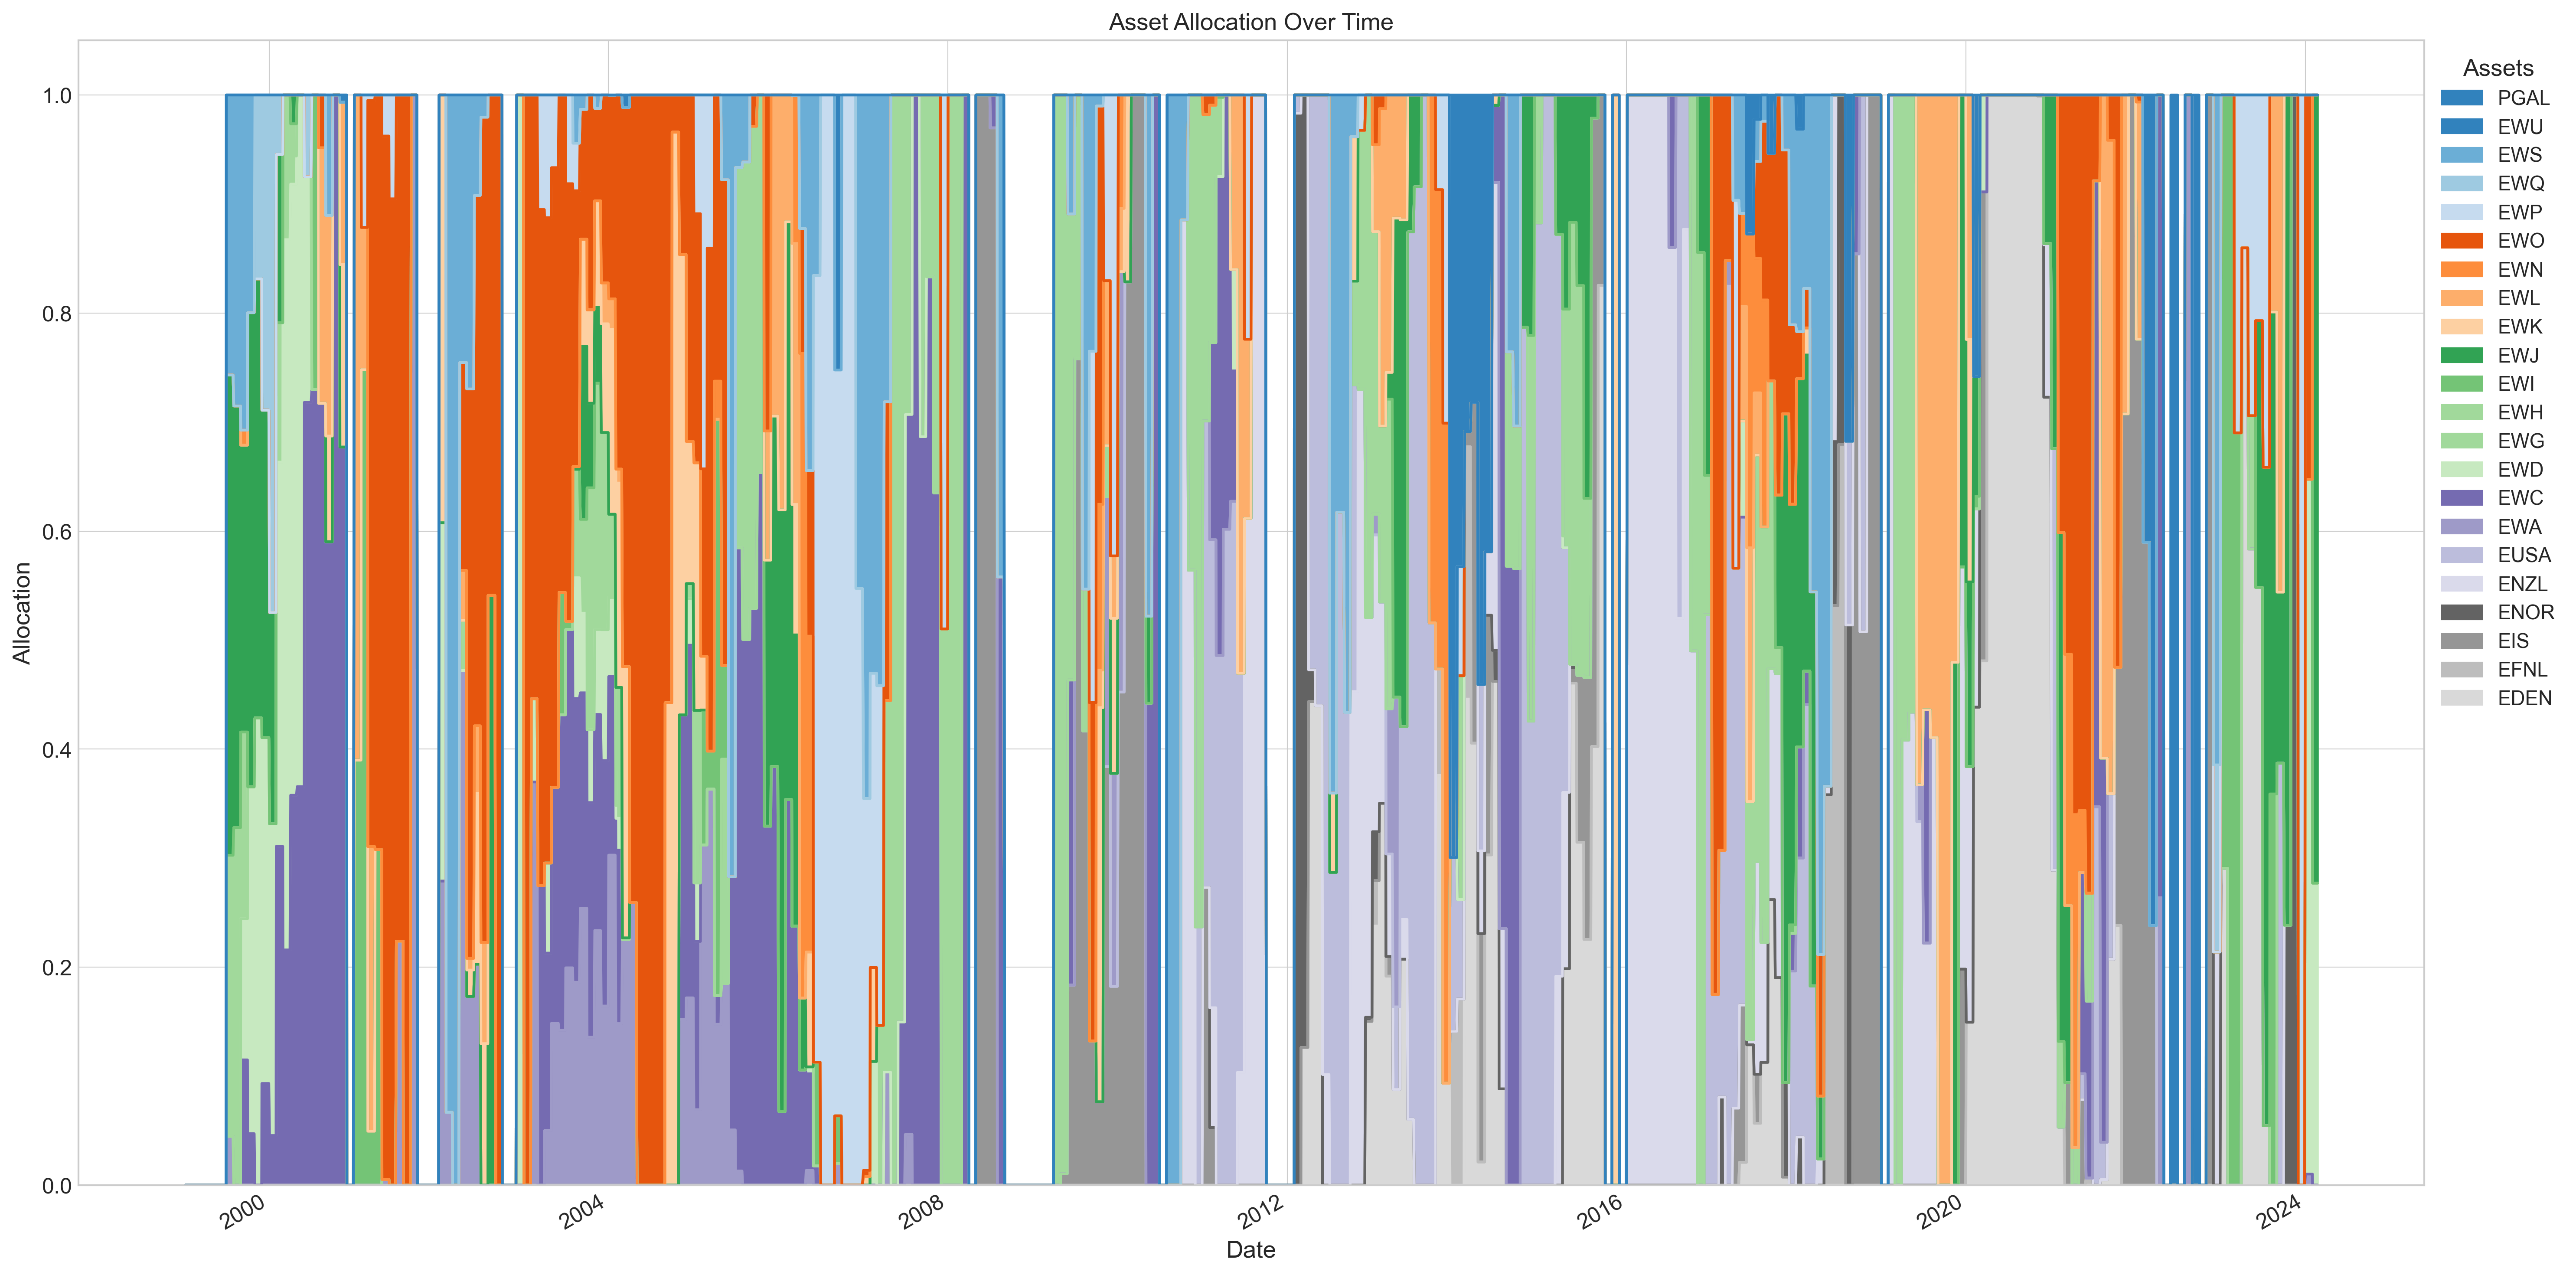 Asset Allocation Over Time
Allocation
1.0
0.8
0.6
0.4
0.2
0.0
2000
2004
2008
2012
2016
2020
2024
Date
Assets
PGAL
EWU
EWS
EWQ
EWP
EWO
EWN
EWL
EWK
EWJ
EWI
EWH
EWG
EWD
EWC
EWA
EUSA
ENZL
ENOR
EIS
EFNL
EDEN